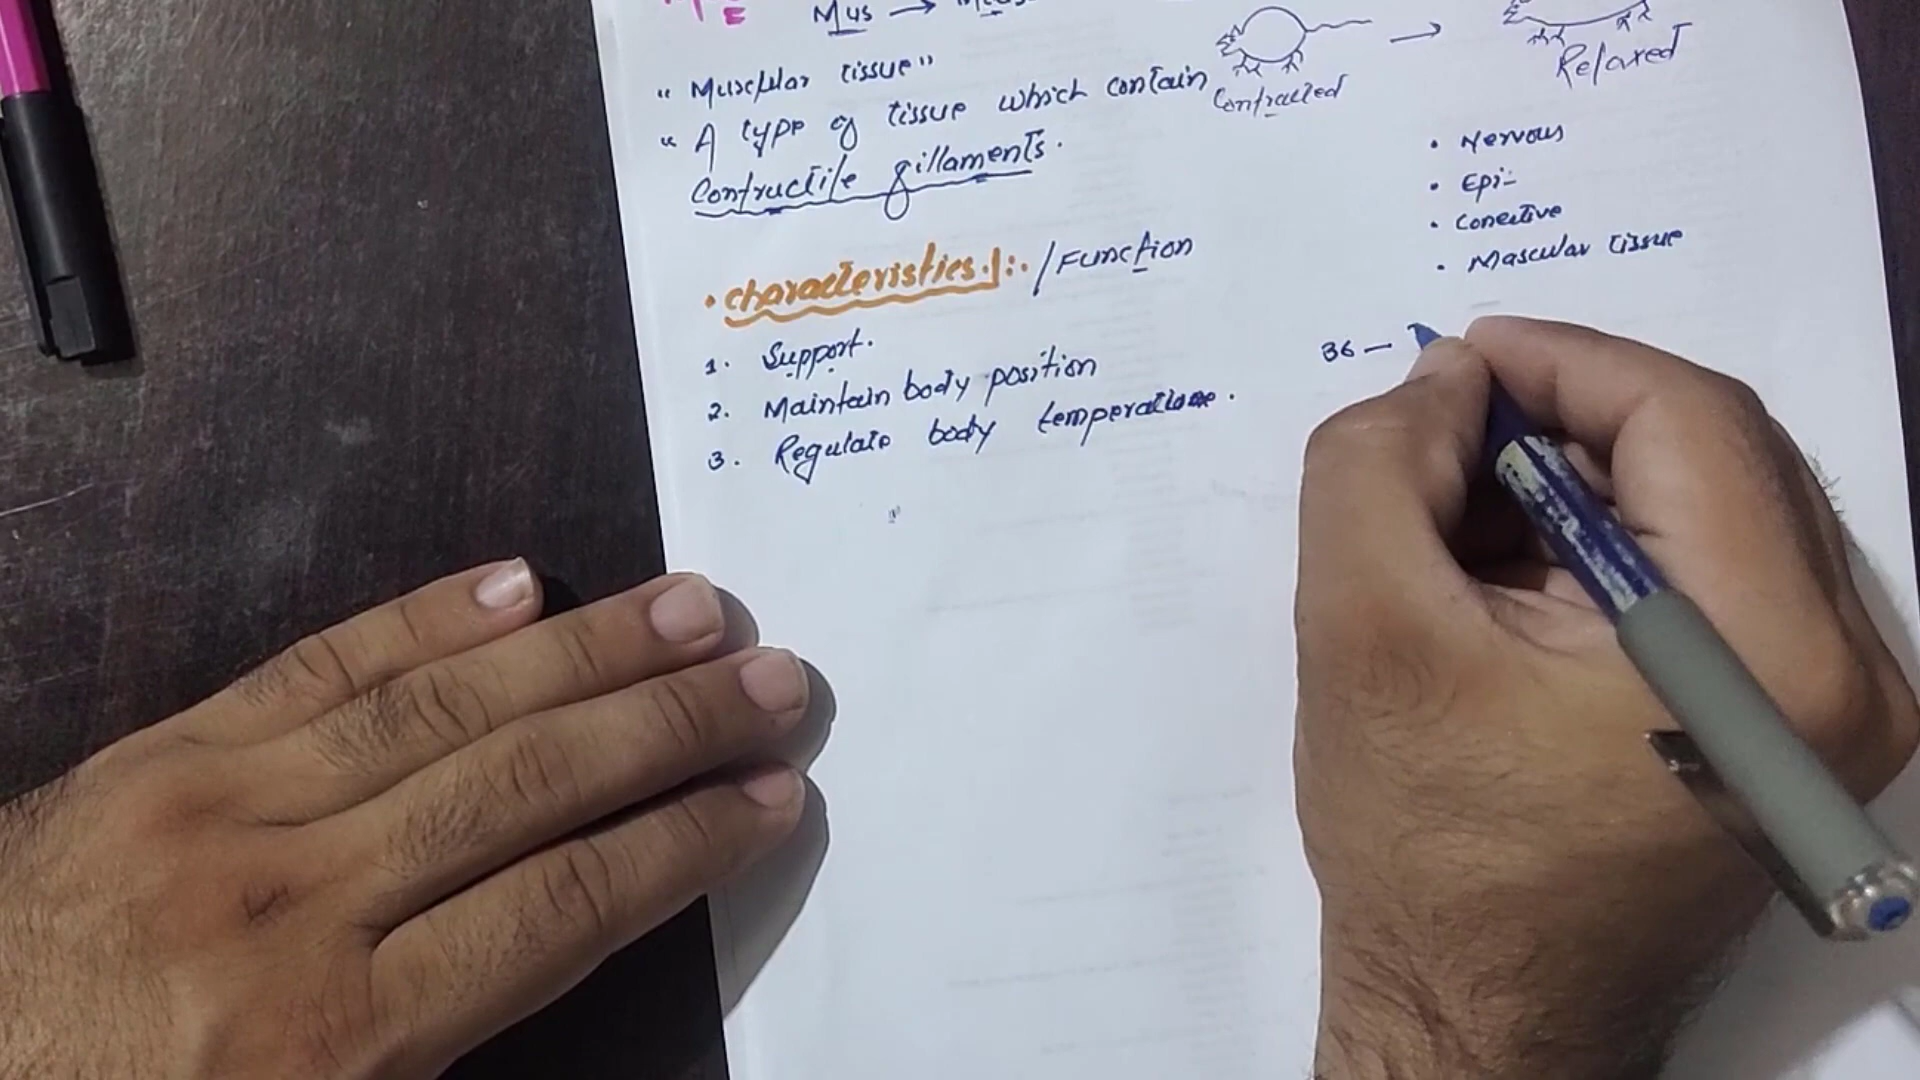 Mus →
"Muscular tissue"
Contracted
Relaxed
"A type of tissue which contain
Contractile fillaments.
• Nervous
• Epi-
• Conective
• Mascular tissue
• Characteristics :. / Function
1. Support.
2. Maintain body position
3. Regulate body temperature.
36 —